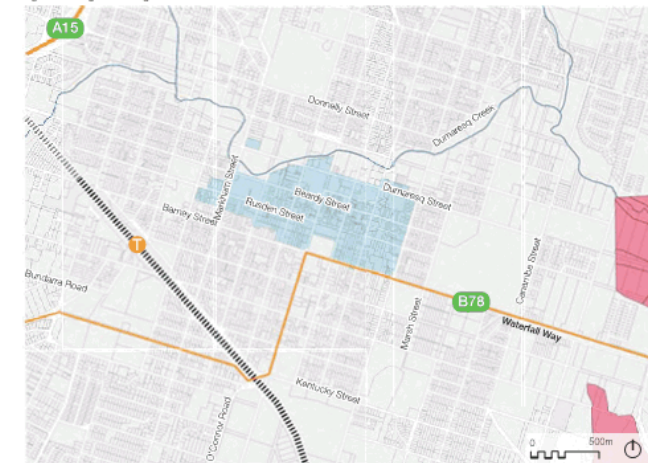 A15
Donnelly Street
Dumaresq Creek
Markham Street
Beardy Street
Dumaresq Street
Rusden Street
Barney Street
T
Canambe Street
Bundarra Road
B78
Marsh Street
Waterfall Way
Kentucky Street
O'Connor Road
0 500m